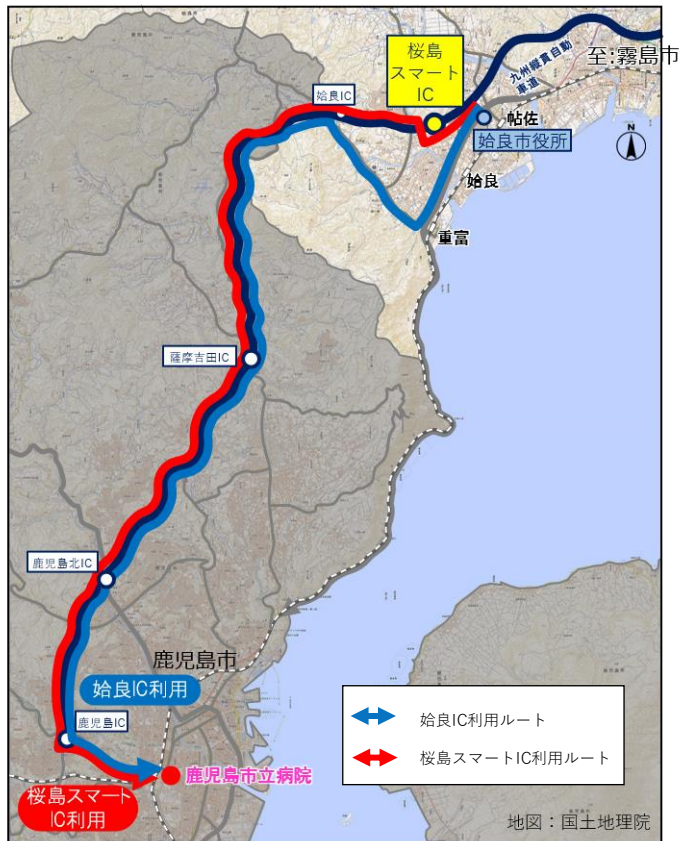 桜島
スマート
IC
九州縦貫自動
車道
至:霧島市
姶良IC
帖佐
姶良市役所
N
姶良
重富
薩摩吉田IC
鹿児島北IC
鹿児島市
姶良IC利用
鹿児島IC
鹿児島市立病院
桜島スマート
IC利用
姶良IC利用ルート
桜島スマートIC利用ルート
地図：国土地理院